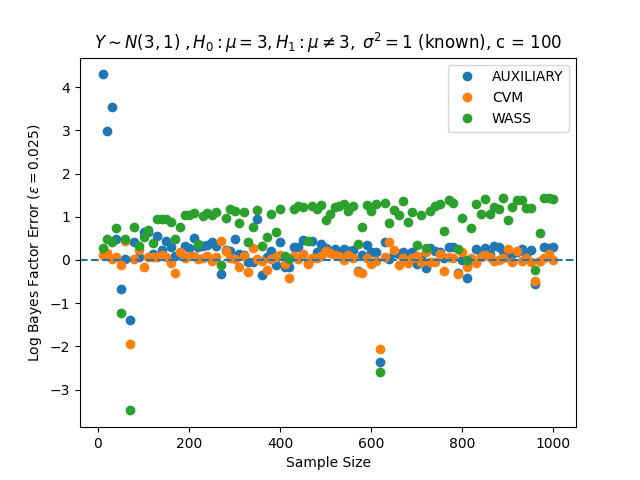 Y ~ N(3, 1) , H₀ : μ = 3, H₁ : μ ≠ 3, σ² = 1 (known), c = 100
AUXILIARY
CVM
WASS
Log Bayes Factor Error (ϵ = 0.025)
4
3
2
1
0
−1
−2
−3
0 200 400 600 800 1000
Sample Size